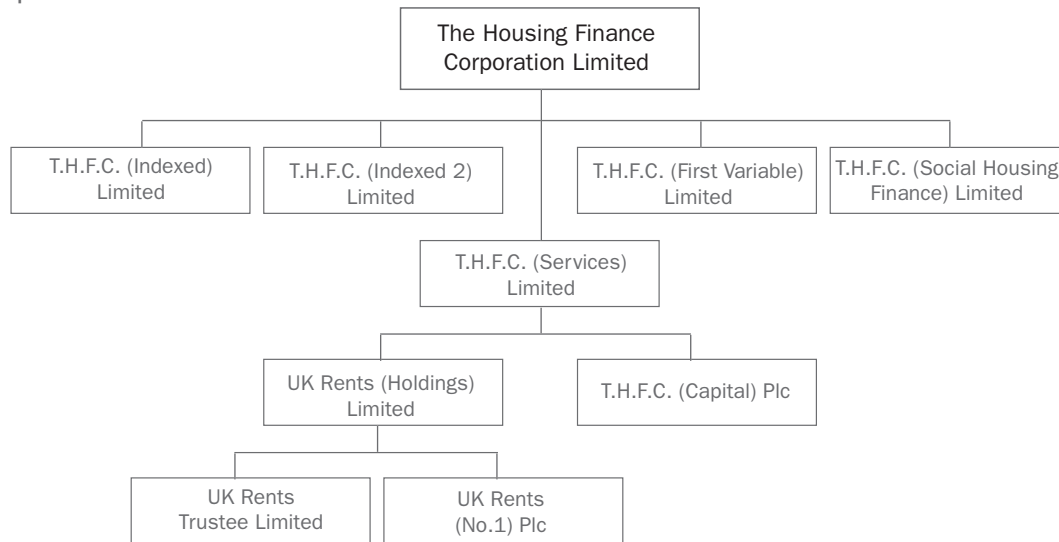 The Housing Finance
Corporation Limited
T.H.F.C. (Indexed)
Limited
T.H.F.C. (Indexed 2)
Limited
T.H.F.C. (First Variable)
Limited
T.H.F.C. (Social Housing
Finance) Limited
T.H.F.C. (Services)
Limited
UK Rents (Holdings)
Limited
T.H.F.C. (Capital) Plc
UK Rents
Trustee Limited
UK Rents
(No.1) Plc